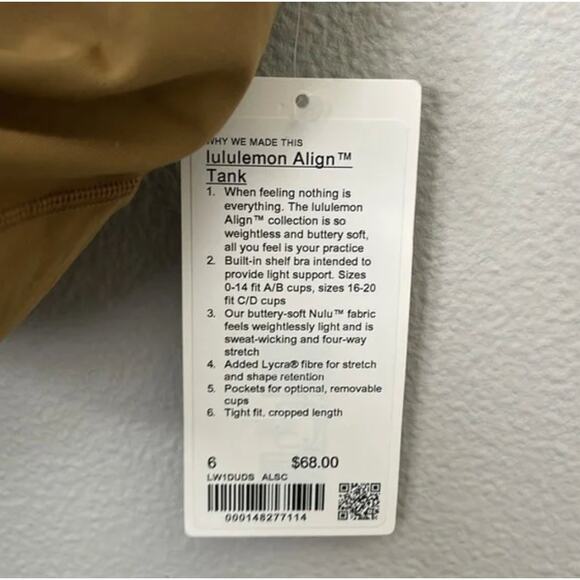 WHY WE MADE THIS
lululemon Align™
Tank
1. When feeling nothing is
everything. The lululemon
Align™ collection is so
weightless and buttery soft,
all you feel is your practice
2. Built-in shelf bra intended to
provide light support. Sizes
0-14 fit A/B cups, sizes 16-20
fit C/D cups
3. Our buttery-soft Nulu™ fabric
feels weightlessly light and is
sweat-wicking and four-way
stretch
4. Added Lycra® fibre for stretch
and shape retention
5. Pockets for optional, removable
cups
6. Tight fit, cropped length
6 $68.00
LW1DUDS ALSC
000148277114